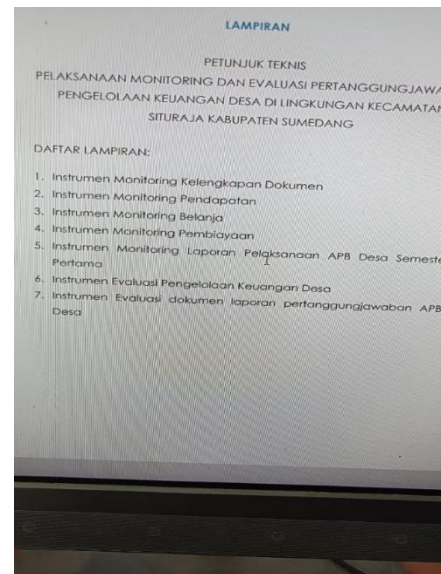 LAMPIRAN
PETUNJUK TEKNIS
PELAKSANAAN MONITORING DAN EVALUASI PERTANGGUNGJAWA
PENGELOLAAN KEUANGAN DESA DI LINGKUNGAN KECAMATAN
SITURAJA KABUPATEN SUMEDANG
DAFTAR LAMPIRAN:
1. Instrumen Monitoring Kelengkapan Dokumen
2. Instrumen Monitoring Pendapatan
3. Instrumen Monitoring Belanja
4. Instrumen Monitoring Pembiayaan
5. Instrumen Monitoring Laporan Pelaksanaan APB Desa Semeste
Pertama
6. Instrumen Evaluasi Pengelolaan Keuangan Desa
7. Instrumen Evaluasi dokumen laporan pertanggungjawaban APB
Desa